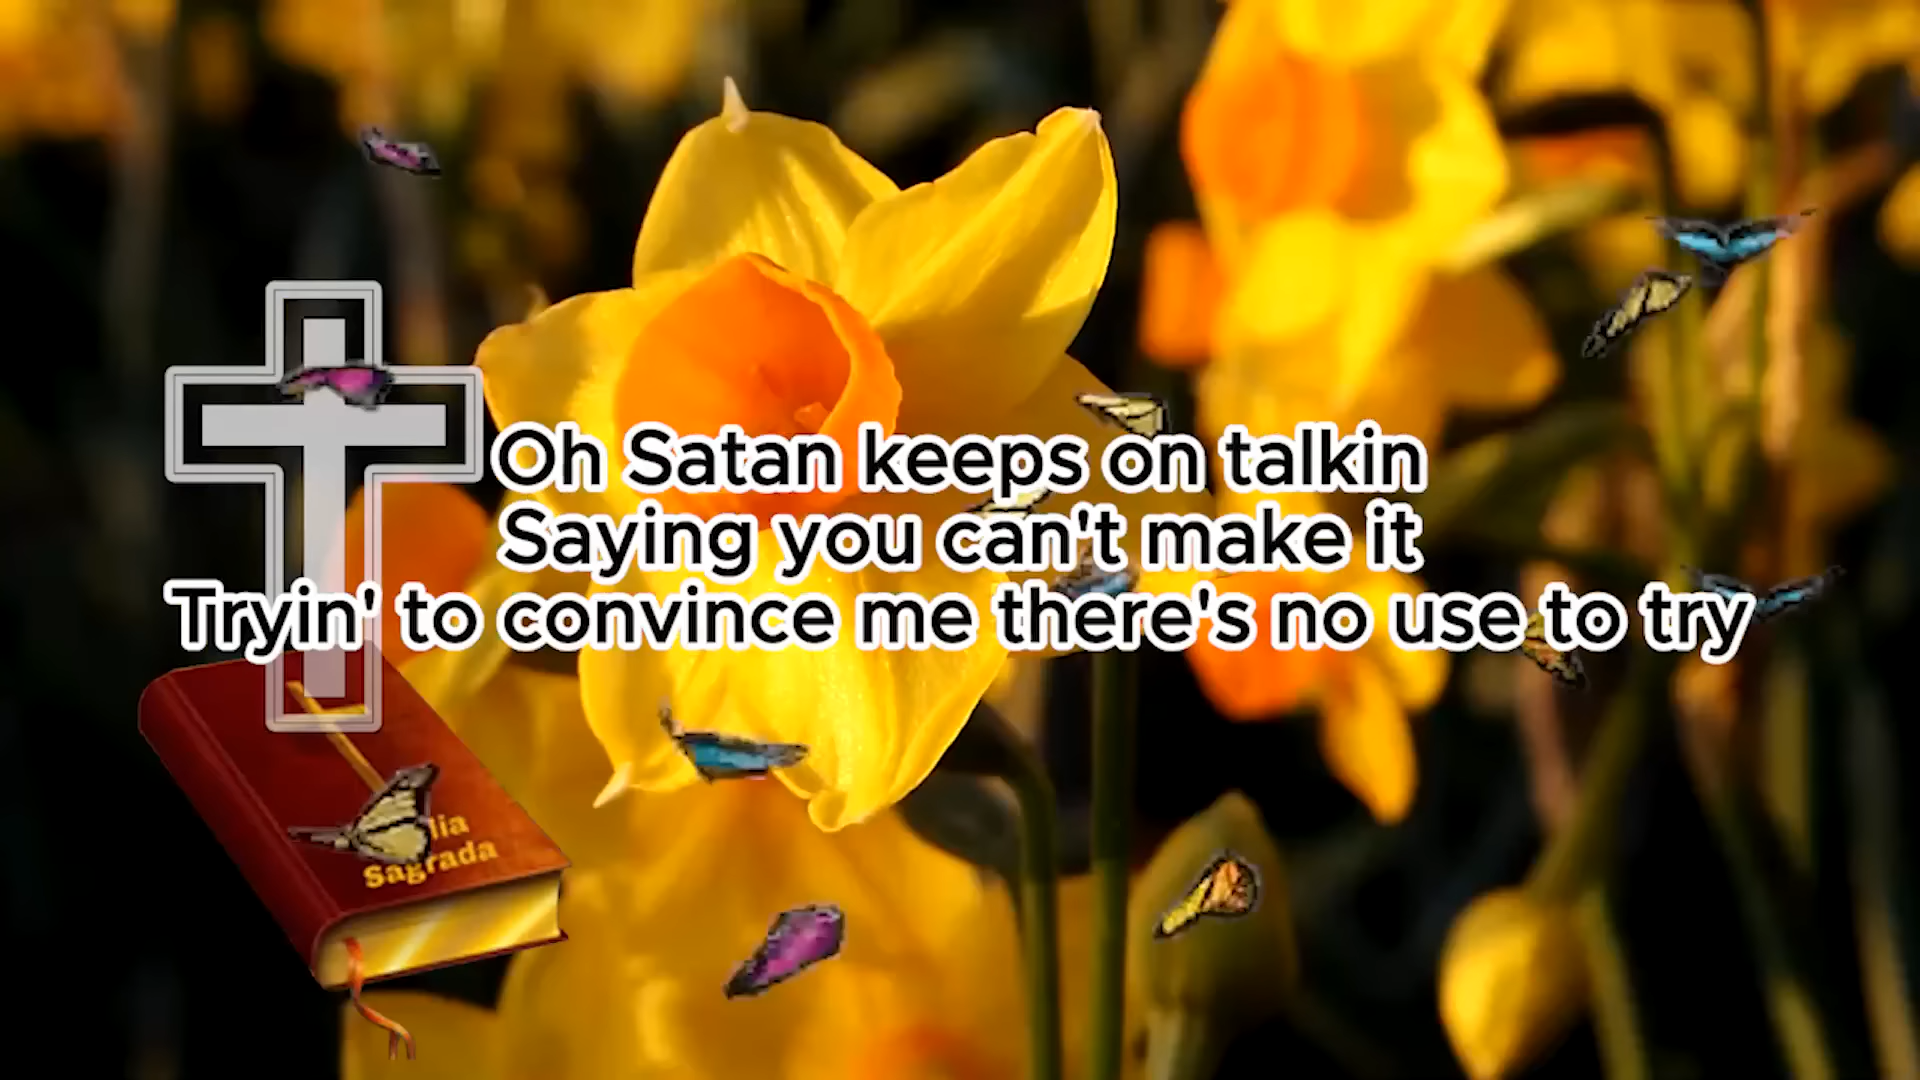 Oh Satan keeps on talkin
Saying you can't make it
Tryin' to convince me there's no use to try
Sagrada